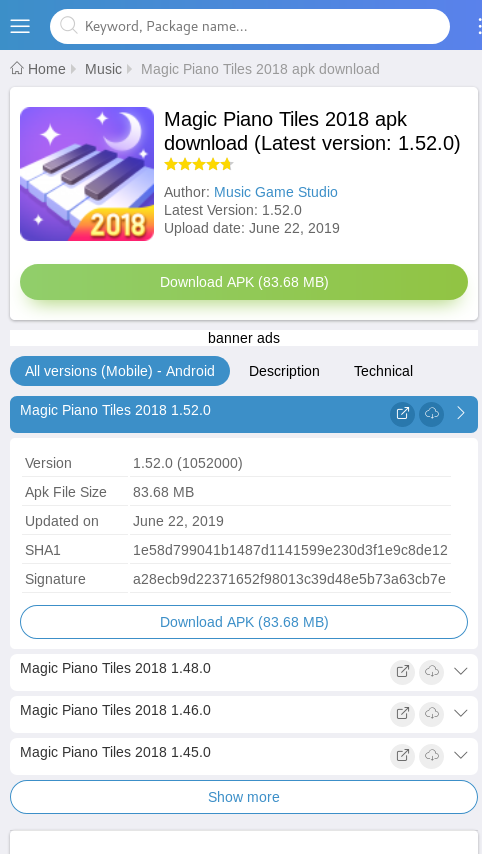 Keyword, Package name...
Home Music Magic Piano Tiles 2018 apk download
2018
Magic Piano Tiles 2018 apk
download (Latest version: 1.52.0)
Author: Music Game Studio
Latest Version: 1.52.0
Upload date: June 22, 2019
Download APK (83.68 MB)
banner ads
All versions (Mobile) - Android Description Technical
Magic Piano Tiles 2018 1.52.0
Version 1.52.0 (1052000)
Apk File Size 83.68 MB
Updated on June 22, 2019
SHA1 1e58d799041b1487d1141599e230d3f1e9c8de12
Signature a28ecb9d22371652f98013c39d48e5b73a63cb7e
Download APK (83.68 MB)
Magic Piano Tiles 2018 1.48.0
Magic Piano Tiles 2018 1.46.0
Magic Piano Tiles 2018 1.45.0
Show more